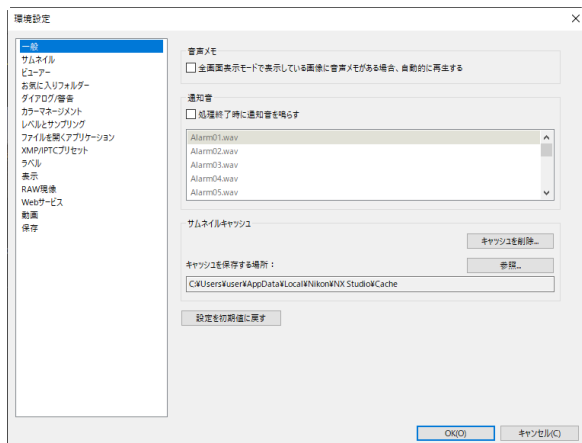 環境設定
一般
サムネイル
ビューアー
お気に入りフォルダー
ダイアログ/警告
カラーマネージメント
レベルとサンプリング
ファイルを開くアプリケーション
XMP/IPTCプリセット
ラベル
表示
RAW現像
Webサービス
動画
保存
音声メモ
全画面表示モードで表示している画像に音声メモがある場合、自動的に再生する
通知音
処理終了時に通知音を鳴らす
Alarm01.wav
Alarm02.wav
Alarm03.wav
Alarm04.wav
Alarm05.wav
サムネイルキャッシュ
キャッシュを削除...
キャッシュを保存する場所：
参照...
C:¥Users¥user¥AppData¥Local¥Nikon¥NX Studio¥Cache
設定を初期値に戻す
OK(O)
キャンセル(C)